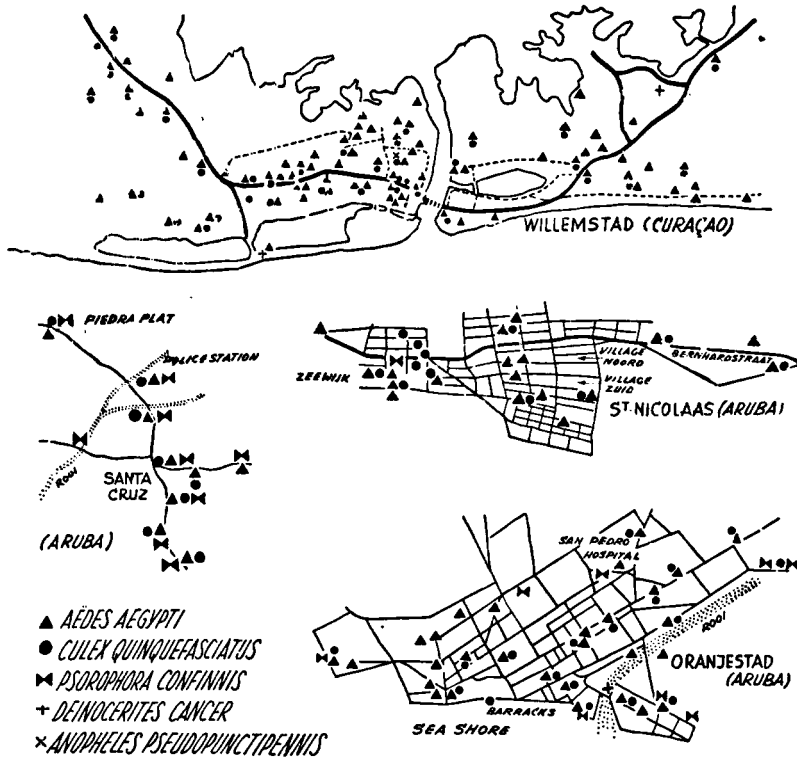 WILLEMSTAD (CURAÇAO)
PIEDRA PLAT
POLICE STATION
ROOI
SANTA
CRUZ
(ARUBA)
ZEEWIJK
BERNHARDSTRAAT
VILLAGE
NOORD
VILLAGE
ZUID
ST. NICOLAAS (ARUBA)
SAN PEDRO
HOSPITAL
ROOI
ORANJESTAD
(ARUBA)
BARRACKS
SEA SHORE
AËDES AEGYPTI
CULEX QUINQUEFASCIATUS
PSOROPHORA CONFINNIS
DEINOCERITES CANCER
ANOPHELES PSEUDOPUNCTIPENNIS